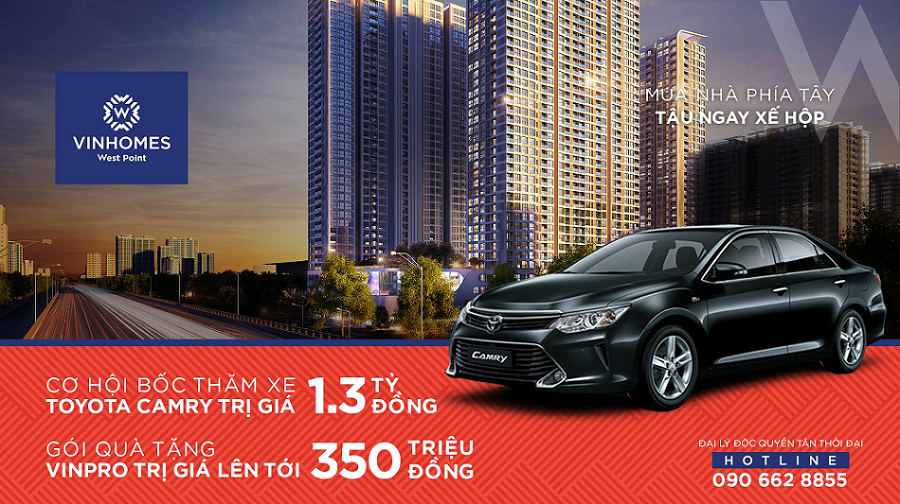 VINHOMES
West Point
MUA NHÀ PHÍA TÂY
TẬU NGAY XẾ HỘP
CAMRY
CƠ HỘI BỐC THĂM XE
TOYOTA CAMRY TRỊ GIÁ 1.3 TỶ ĐỒNG
GÓI QUÀ TẶNG
VINPRO TRỊ GIÁ LÊN TỚI 350 TRIỆU ĐỒNG
ĐẠI LÝ ĐỘC QUYỀN TÂN THỜI ĐẠI
HOTLINE
090 662 8855